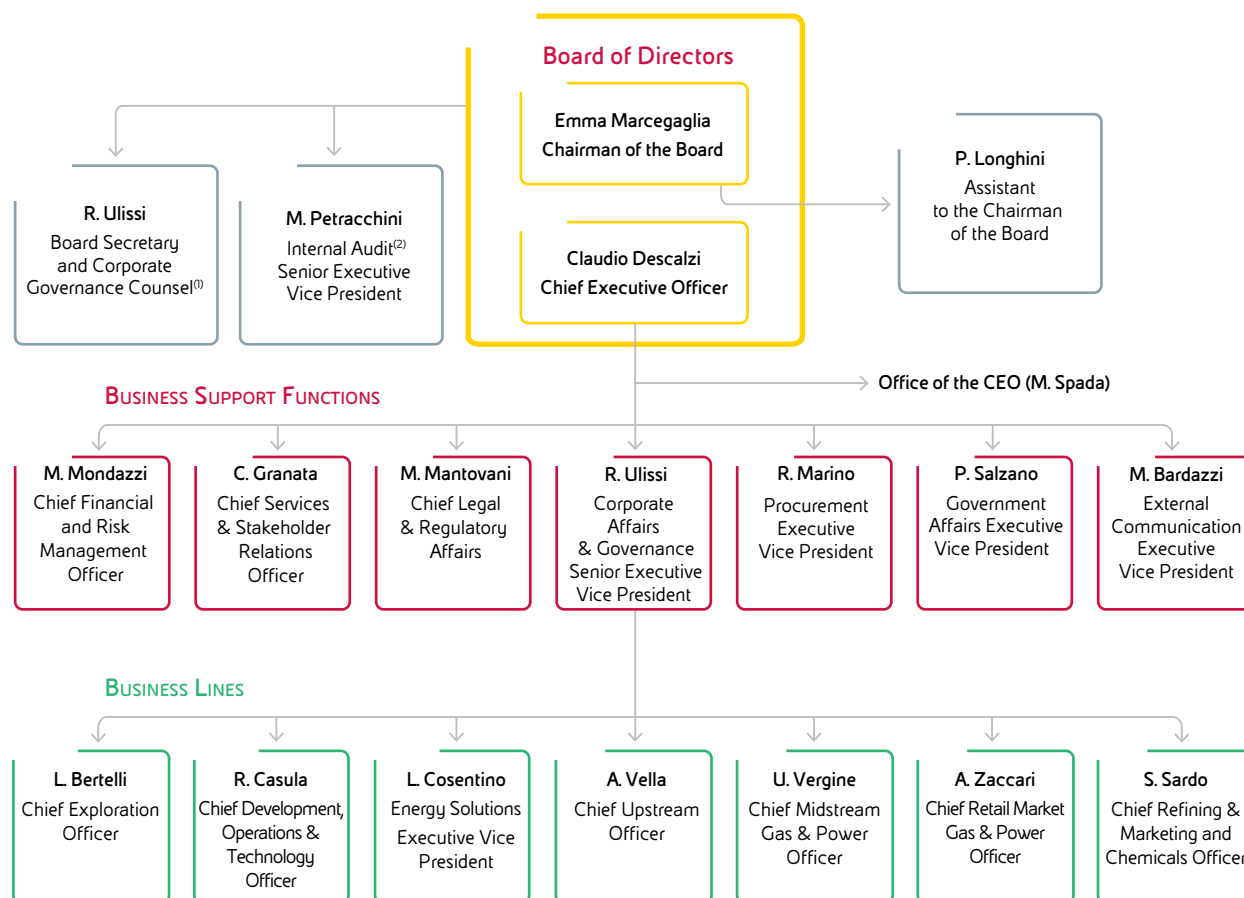 Board of Directors
Emma Marcegaglia
Chairman of the Board
P. Longhini
Assistant
to the Chairman
of the Board
R. Ulissi
Board Secretary
and Corporate
Governance Counsel(1)
M. Petracchini
Internal Audit(2)
Senior Executive
Vice President
Claudio Descalzi
Chief Executive Officer
Office of the CEO (M. Spada)
BUSINESS SUPPORT FUNCTIONS
M. Mondazzi
Chief Financial
and Risk
Management
Officer
C. Granata
Chief Services
& Stakeholder
Relations
Officer
M. Mantovani
Chief Legal
& Regulatory
Affairs
R. Ulissi
Corporate
Affairs
& Governance
Senior Executive
Vice President
R. Marino
Procurement
Executive
Vice President
P. Salzano
Government
Affairs Executive
Vice President
M. Bardazzi
External
Communication
Executive
Vice President
BUSINESS LINES
L. Bertelli
Chief Exploration
Officer
R. Casula
Chief Development,
Operations &
Technology
Officer
L. Cosentino
Energy Solutions
Executive Vice
President
A. Vella
Chief Upstream
Officer
U. Vergine
Chief Midstream
Gas & Power
Officer
A. Zaccari
Chief Retail Market
Gas & Power
Officer
S. Sardo
Chief Refining &
Marketing and
Chemicals Officer